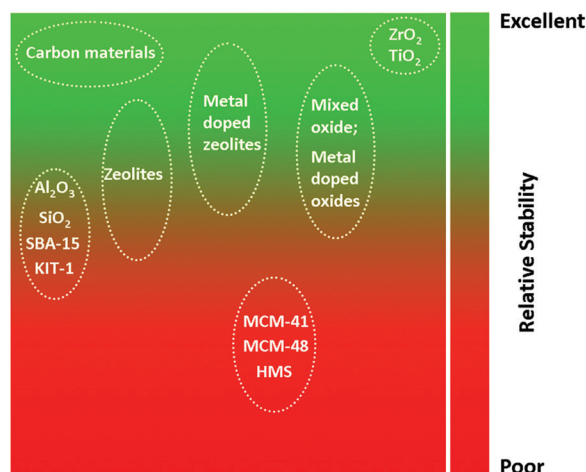 Carbon materials
ZrO₂
TiO₂
Excellent
Metal
doped
zeolites
Mixed
oxide;
Metal
doped
oxides
Zeolites
Al₂O₃
SiO₂
SBA-15
KIT-1
MCM-41
MCM-48
HMS
Relative Stability
Poor